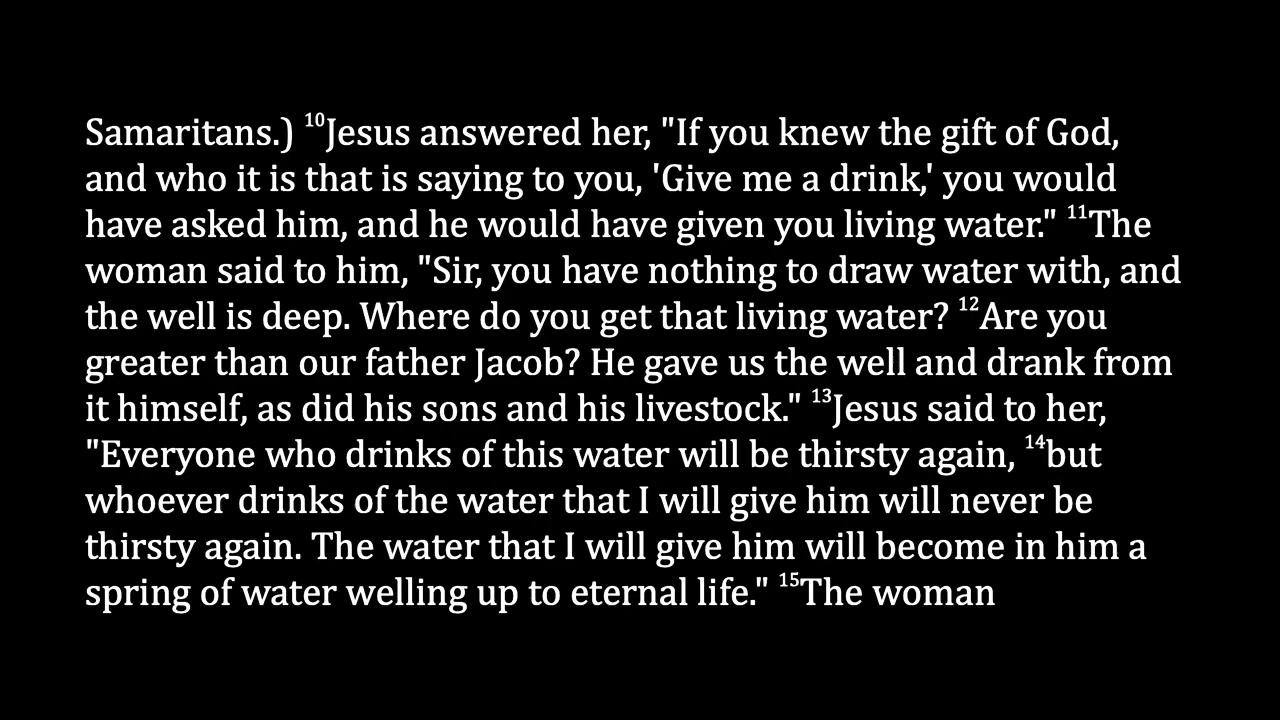 Samaritans.) ¹⁰Jesus answered her, "If you knew the gift of God,
and who it is that is saying to you, 'Give me a drink,' you would
have asked him, and he would have given you living water." ¹¹The
woman said to him, "Sir, you have nothing to draw water with, and
the well is deep. Where do you get that living water? ¹²Are you
greater than our father Jacob? He gave us the well and drank from
it himself, as did his sons and his livestock." ¹³Jesus said to her,
"Everyone who drinks of this water will be thirsty again, ¹⁴but
whoever drinks of the water that I will give him will never be
thirsty again. The water that I will give him will become in him a
spring of water welling up to eternal life." ¹⁵The woman